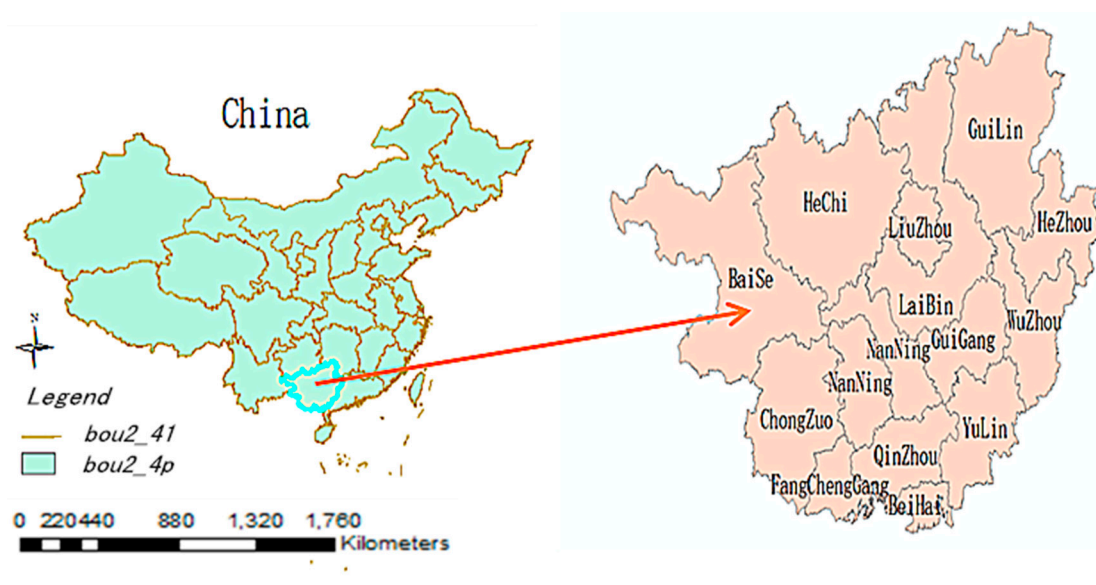 China
N
Legend
bou2_4l
bou2_4p
0 220440 880 1,320 1,760
Kilometers
GuiLin
HeChi
LiuZhou
HeZhou
BaiSe
LaiBin
WuZhou
GuiGang
NanNing
NanNing
ChongZuo
YuLin
QinZhou
FangChengGang
BeiHai